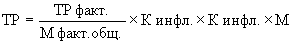 ТР = ТР факт. / М факт.общ. × К инфл. × К инфл. × М